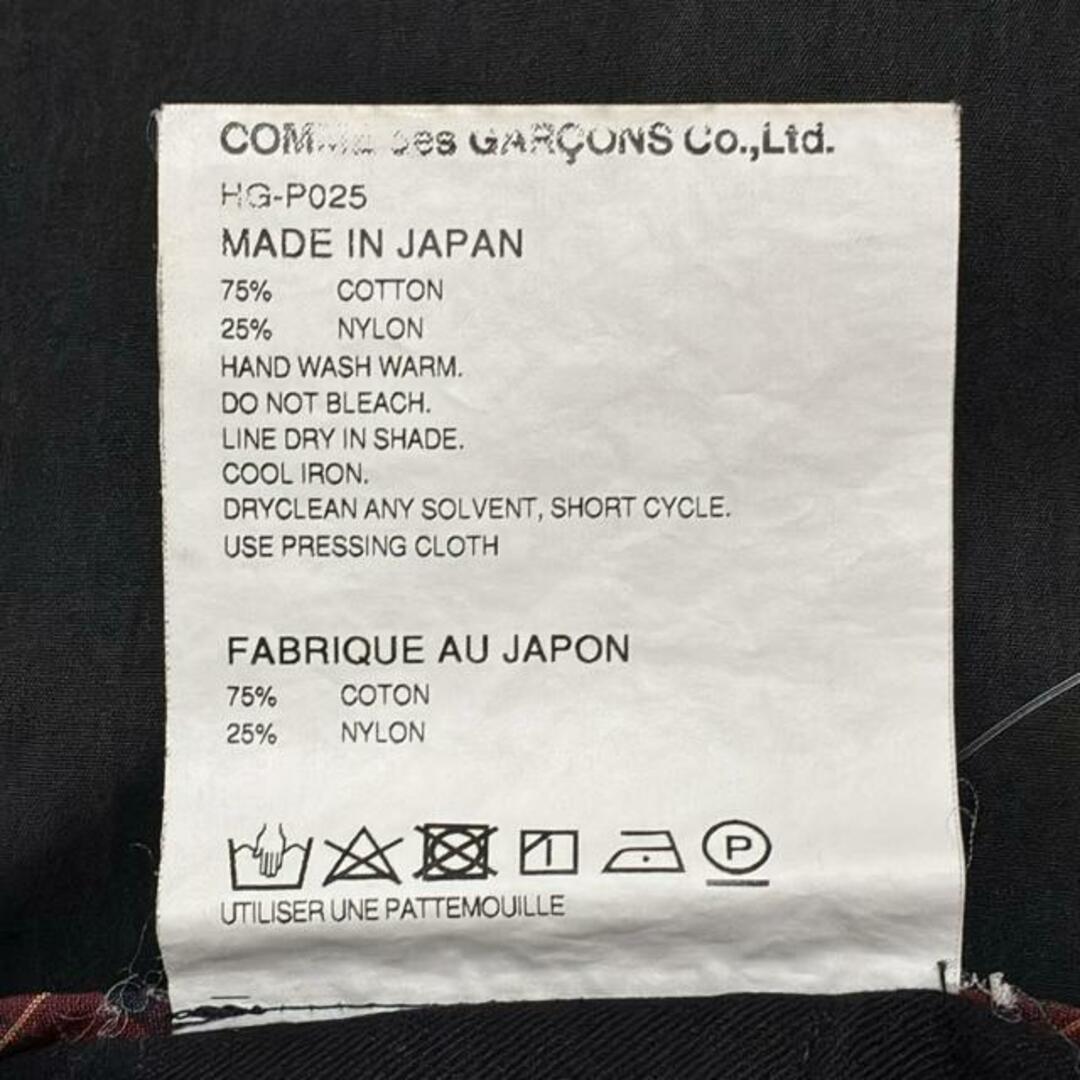 COMME des GARÇONS Co.,Ltd.
HG-P025
MADE IN JAPAN
75% COTTON
25% NYLON
HAND WASH WARM.
DO NOT BLEACH.
LINE DRY IN SHADE.
COOL IRON.
DRYCLEAN ANY SOLVENT, SHORT CYCLE.
USE PRESSING CLOTH
FABRIQUE AU JAPON
75% COTON
25% NYLON
P
UTILISER UNE PATTEMOUILLE